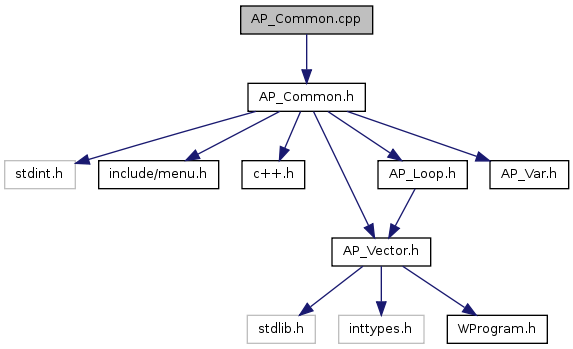 AP_Common.cpp
AP_Common.h
stdint.h
include/menu.h
c++.h
AP_Loop.h
AP_Var.h
AP_Vector.h
stdlib.h
inttypes.h
WProgram.h